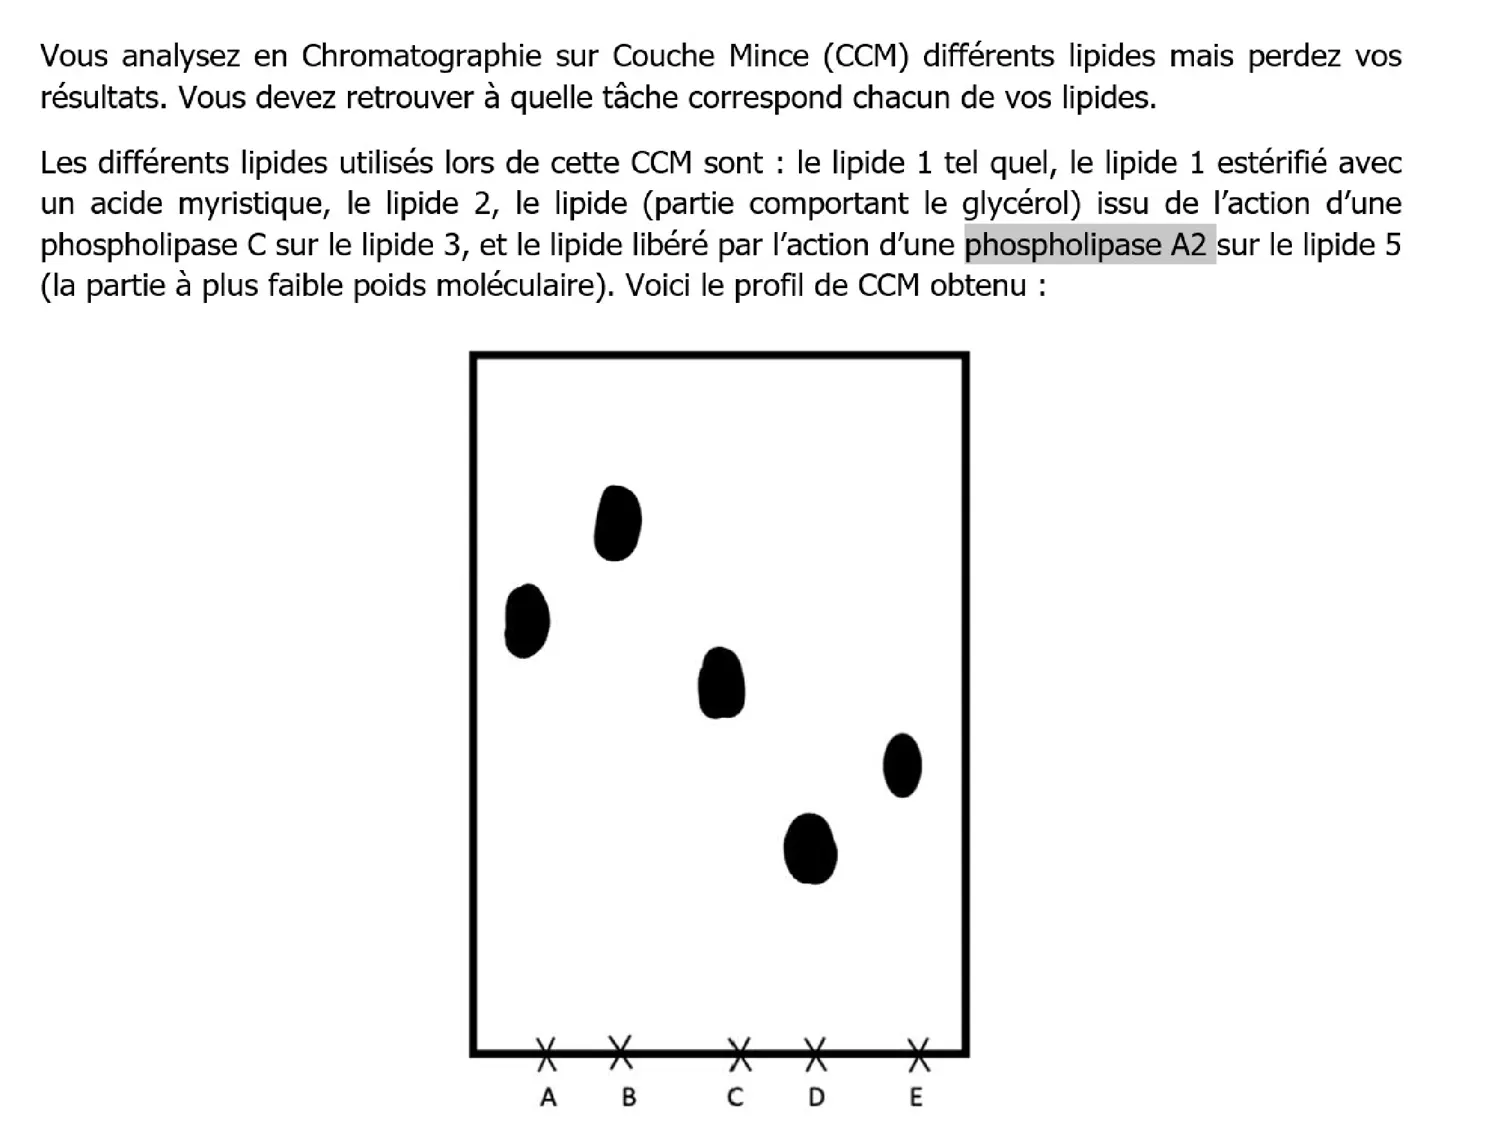 Vous analysez en Chromatographie sur Couche Mince (CCM) différents lipides mais perdez vos
résultats. Vous devez retrouver à quelle tâche correspond chacun de vos lipides.
Les différents lipides utilisés lors de cette CCM sont : le lipide 1 tel quel, le lipide 1 estérifié avec
un acide myristique, le lipide 2, le lipide (partie comportant le glycérol) issu de l’action d’une
phospholipase C sur le lipide 3, et le lipide libéré par l’action d’une phospholipase A2 sur le lipide 5
(la partie à plus faible poids moléculaire). Voici le profil de CCM obtenu :
A B C D E